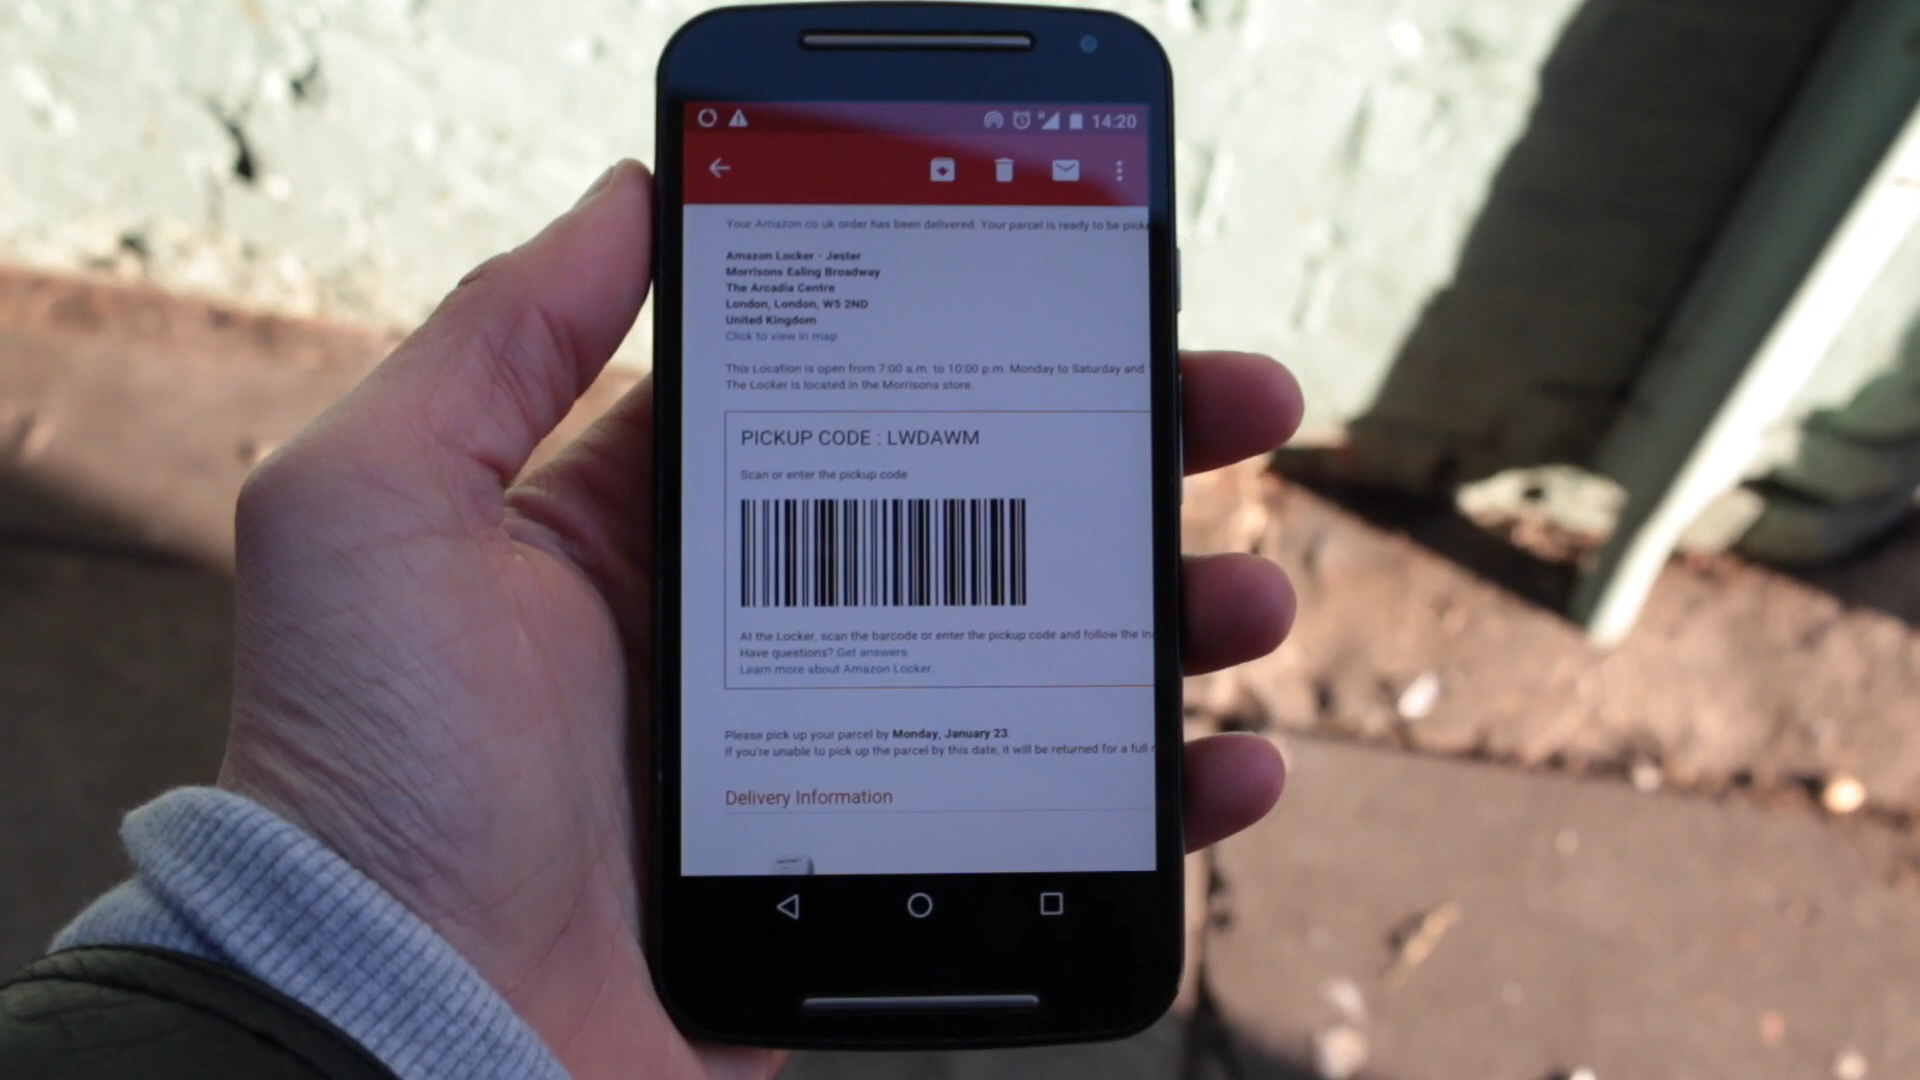 14:20
Your Amazon.co.uk order has been delivered. Your parcel is ready to be
Amazon Locker - Jester
Morrisons Ealing Broadway
The Arcadia Centre
London, London, W5 2ND
United Kingdom
Click to view in map
This Location is open from 7:00 a.m. to 10:00 p.m. Monday to Saturday and
The Locker is located in the Morrisons store.
PICKUP CODE : LWDAWM
Scan or enter the pickup code
At the Locker, scan the barcode or enter the pickup code and follow the
Have questions? Get answers.
Learn more about Amazon Locker.
Please pick up your parcel by Monday, January 23.
If you're unable to pick up the parcel by this date, it will be returned for a full
Delivery Information